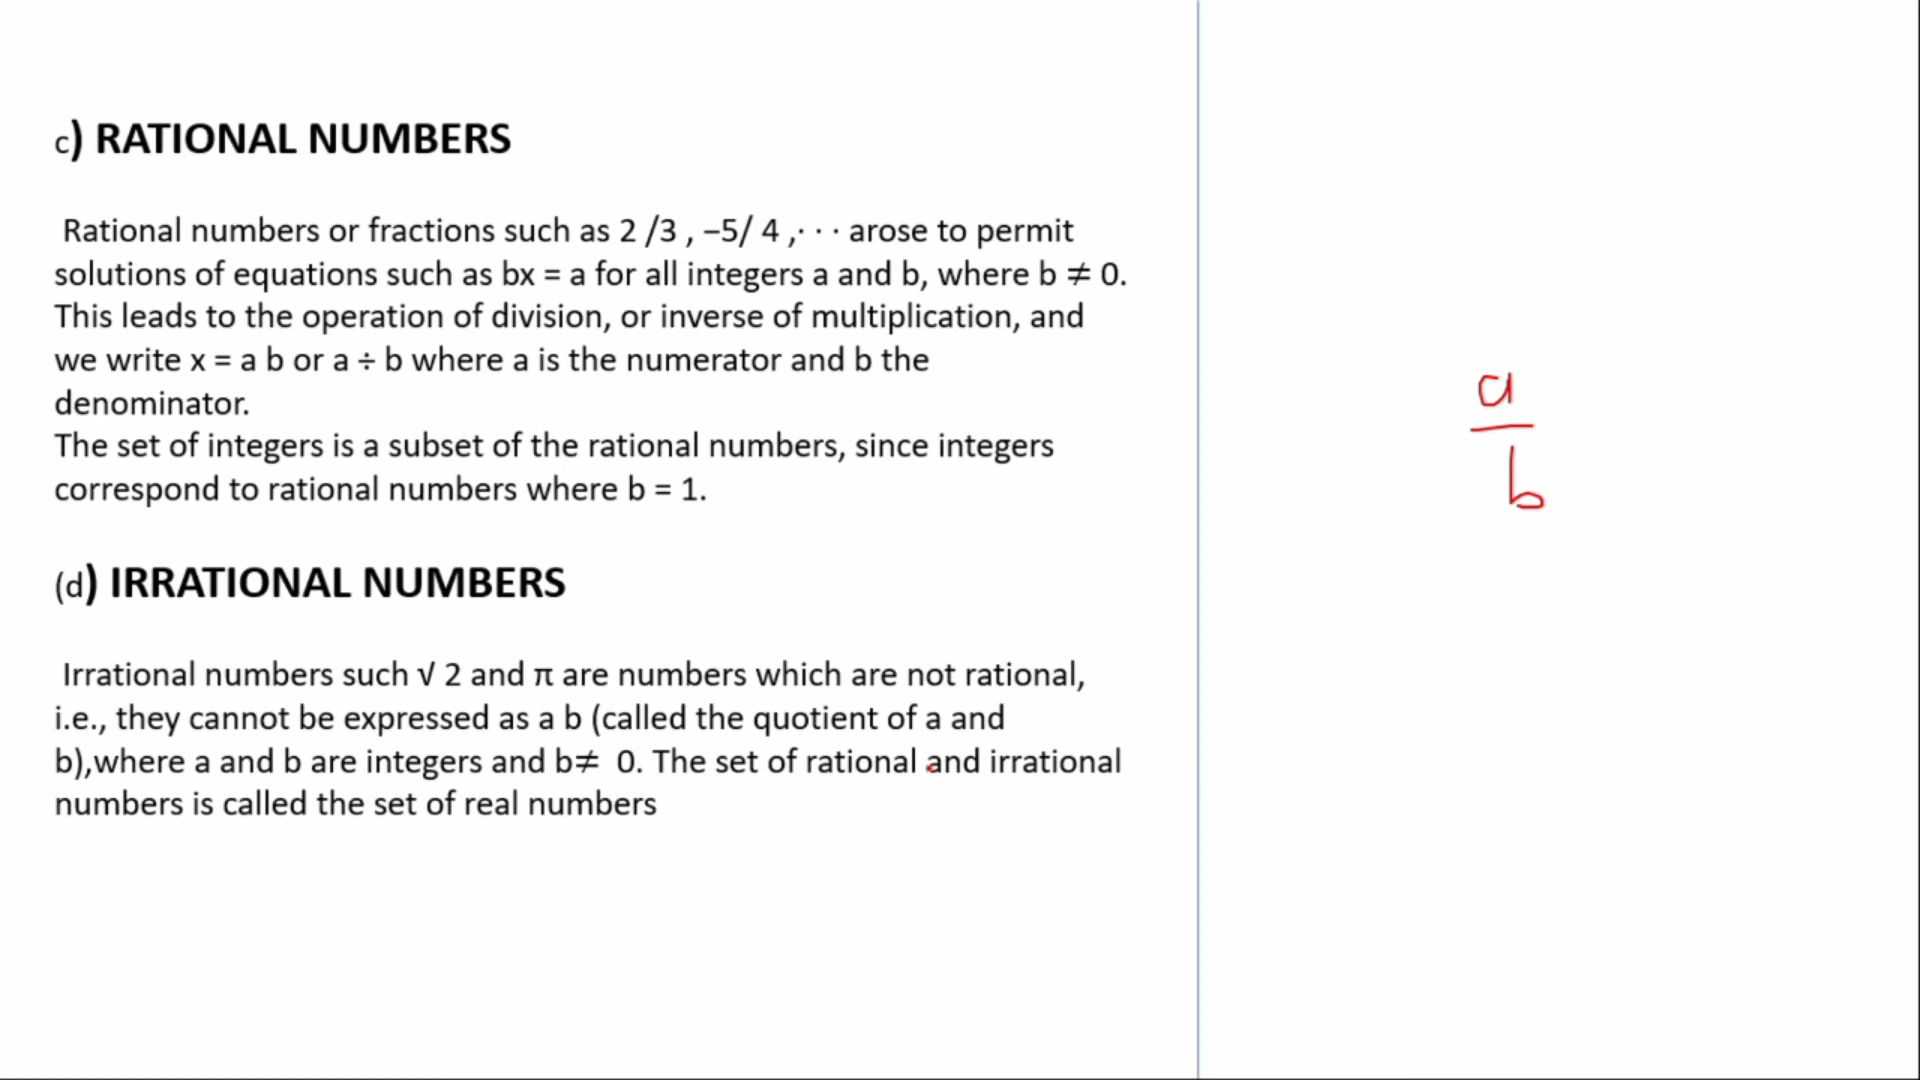 c) RATIONAL NUMBERS
Rational numbers or fractions such as 2 /3 , −5/ 4 ,· · · arose to permit
solutions of equations such as bx = a for all integers a and b, where b ≠ 0.
This leads to the operation of division, or inverse of multiplication, and
we write x = a b or a ÷ b where a is the numerator and b the
denominator.
The set of integers is a subset of the rational numbers, since integers
correspond to rational numbers where b = 1.
(d) IRRATIONAL NUMBERS
Irrational numbers such √ 2 and π are numbers which are not rational,
i.e., they cannot be expressed as a b (called the quotient of a and
b),where a and b are integers and b≠ 0. The set of rational and irrational
numbers is called the set of real numbers
a
b